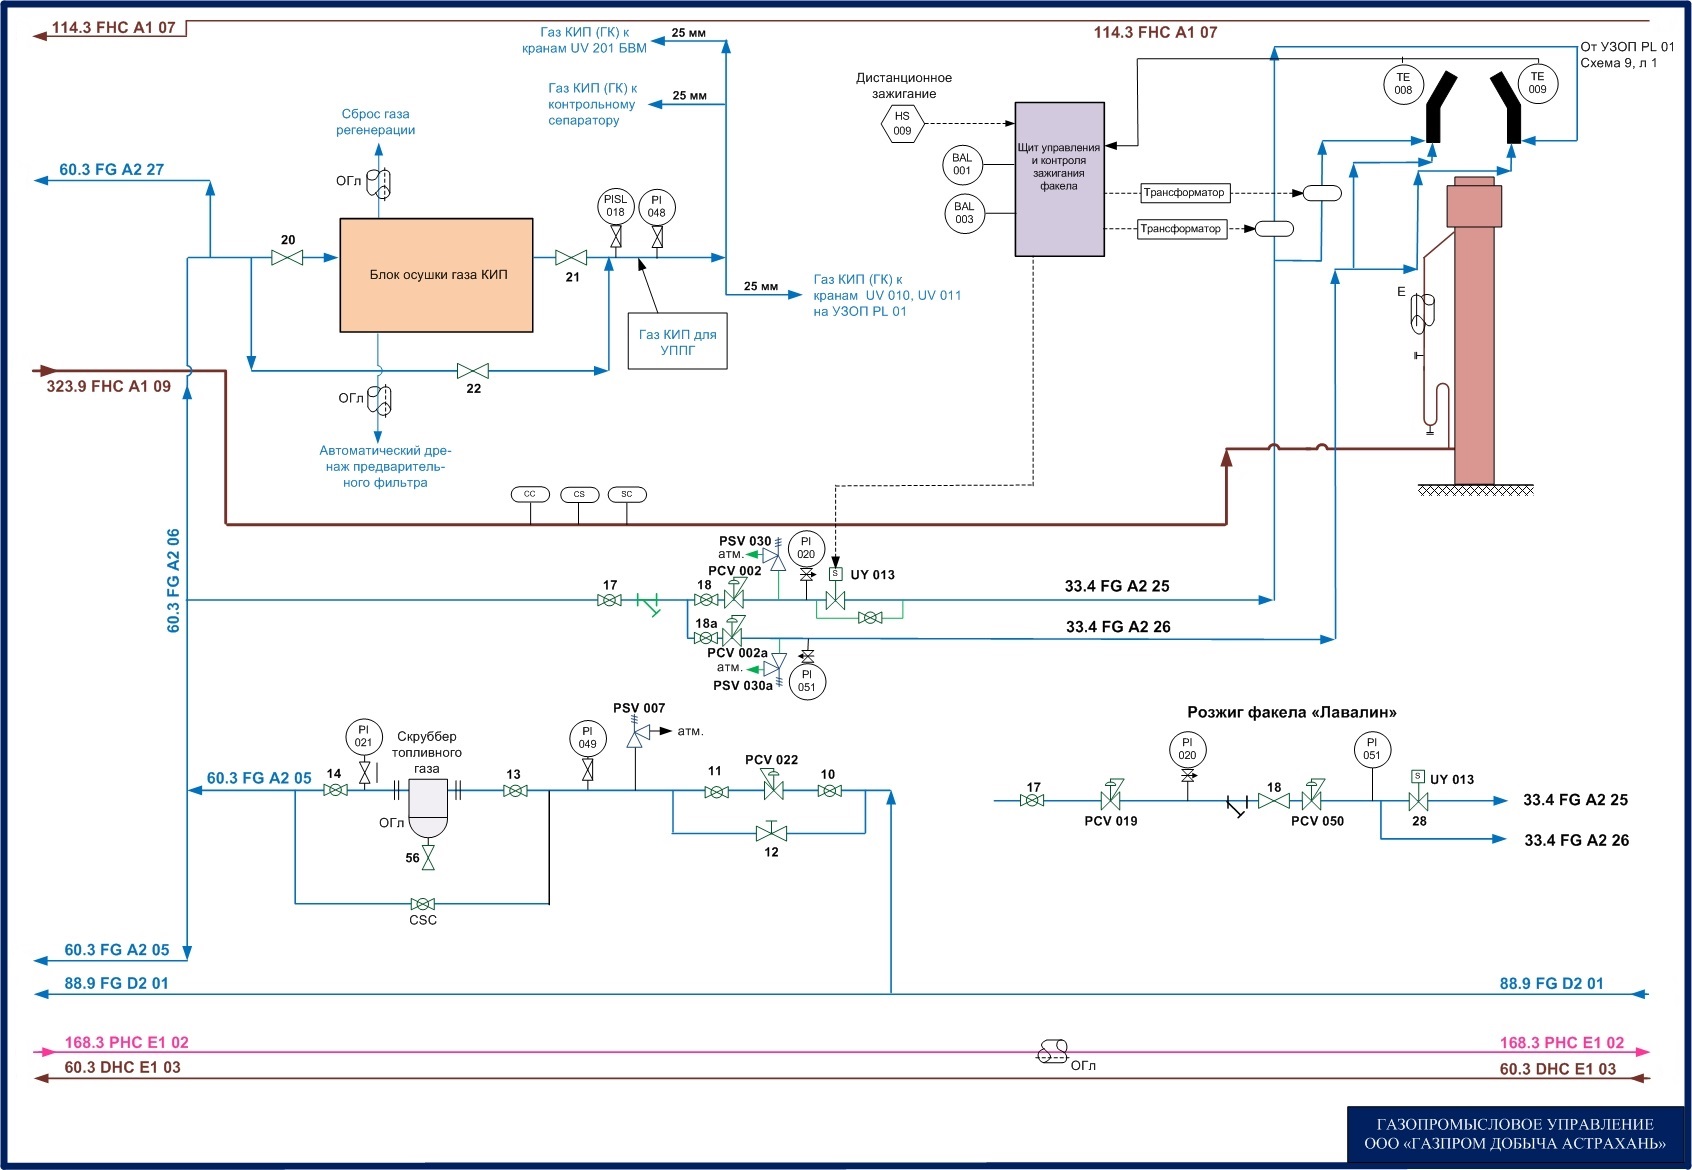 114.3 FHC A1 07
Газ КИП (ГК) к
кранам UV 201 БВМ
25 мм
114.3 FHC A1 07
От УЗОП PL 01
Схема 9, л 1
Газ КИП (ГК) к
контрольному
сепаратору
25 мм
Дистанционное
зажигание
HS
009
TE
008
TE
009
Сброс газа
регенерации
60.3 FG A2 27
ОГл
BAL
001
BAL
003
Щит управления
и контроля
зажигания
факела
Трансформатор
Трансформатор
PISL
018
PI
048
20
Блок осушки газа КИП
21
25 мм
Газ КИП (ГК) к
кранам UV 010, UV 011
на УЗОП PL 01
Е
Газ КИП для
УППГ
323.9 FHC A1 09
22
ОГл
Автоматический дре-
наж предваритель-
ного фильтра
CC
CS
SC
60.3 FG A2 06
PSV 030
атм.
PI
020
PCV 002
S
UY 013
17
18
33.4 FG A2 25
18а
33.4 FG A2 26
PCV 002а
атм.
PSV 030а
PI
051
PSV 007
атм.
Розжиг факела «Лавалин»
PI
021
Скруббер
топливного
газа
PI
049
PI
020
PI
051
60.3 FG A2 05
14
13
11
PCV 022
10
17
PCV 019
18
PCV 050
S
UY 013
28
33.4 FG A2 25
33.4 FG A2 26
ОГл
56
12
CSC
60.3 FG A2 05
88.9 FG D2 01
88.9 FG D2 01
168.3 PHC E1 02
168.3 PHC E1 02
60.3 DHC E1 03
ОГл
60.3 DHC E1 03
ГАЗОПРОМЫСЛОВОЕ УПРАВЛЕНИЕ
ООО «ГАЗПРОМ ДОБЫЧА АСТРАХАНЬ»